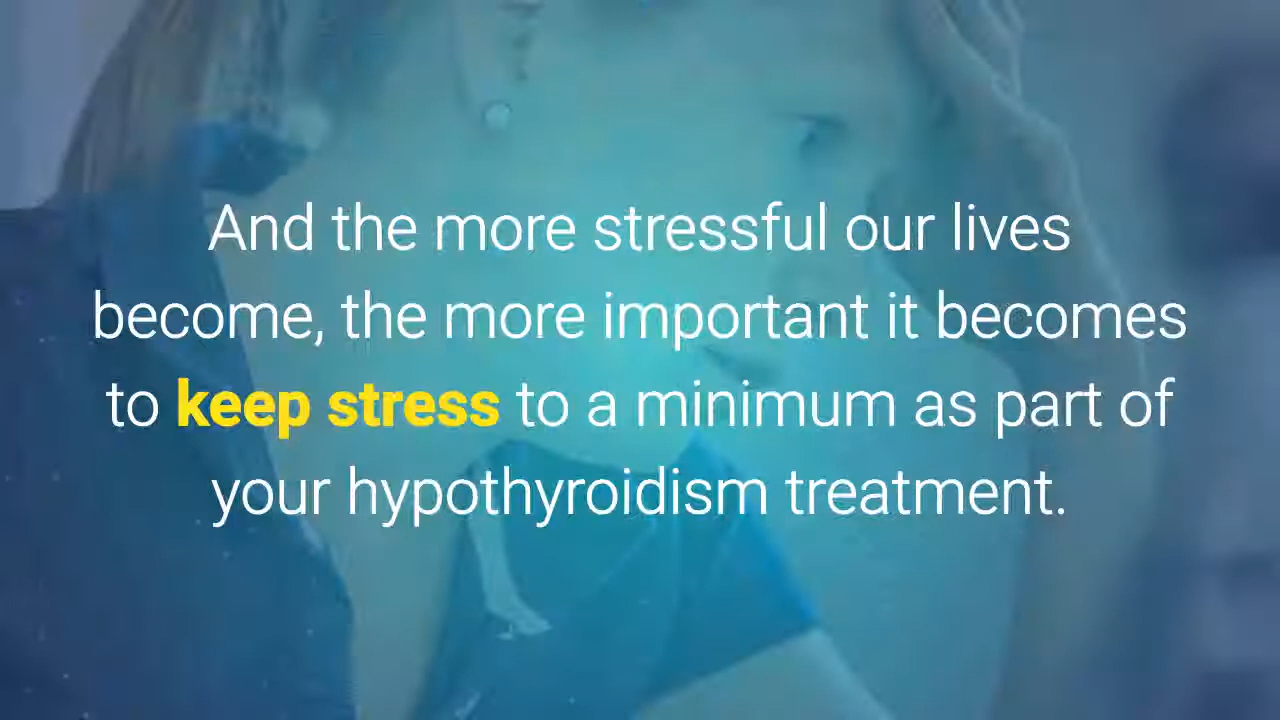 And the more stressful our lives
become, the more important it becomes
to keep stress to a minimum as part of
your hypothyroidism treatment.